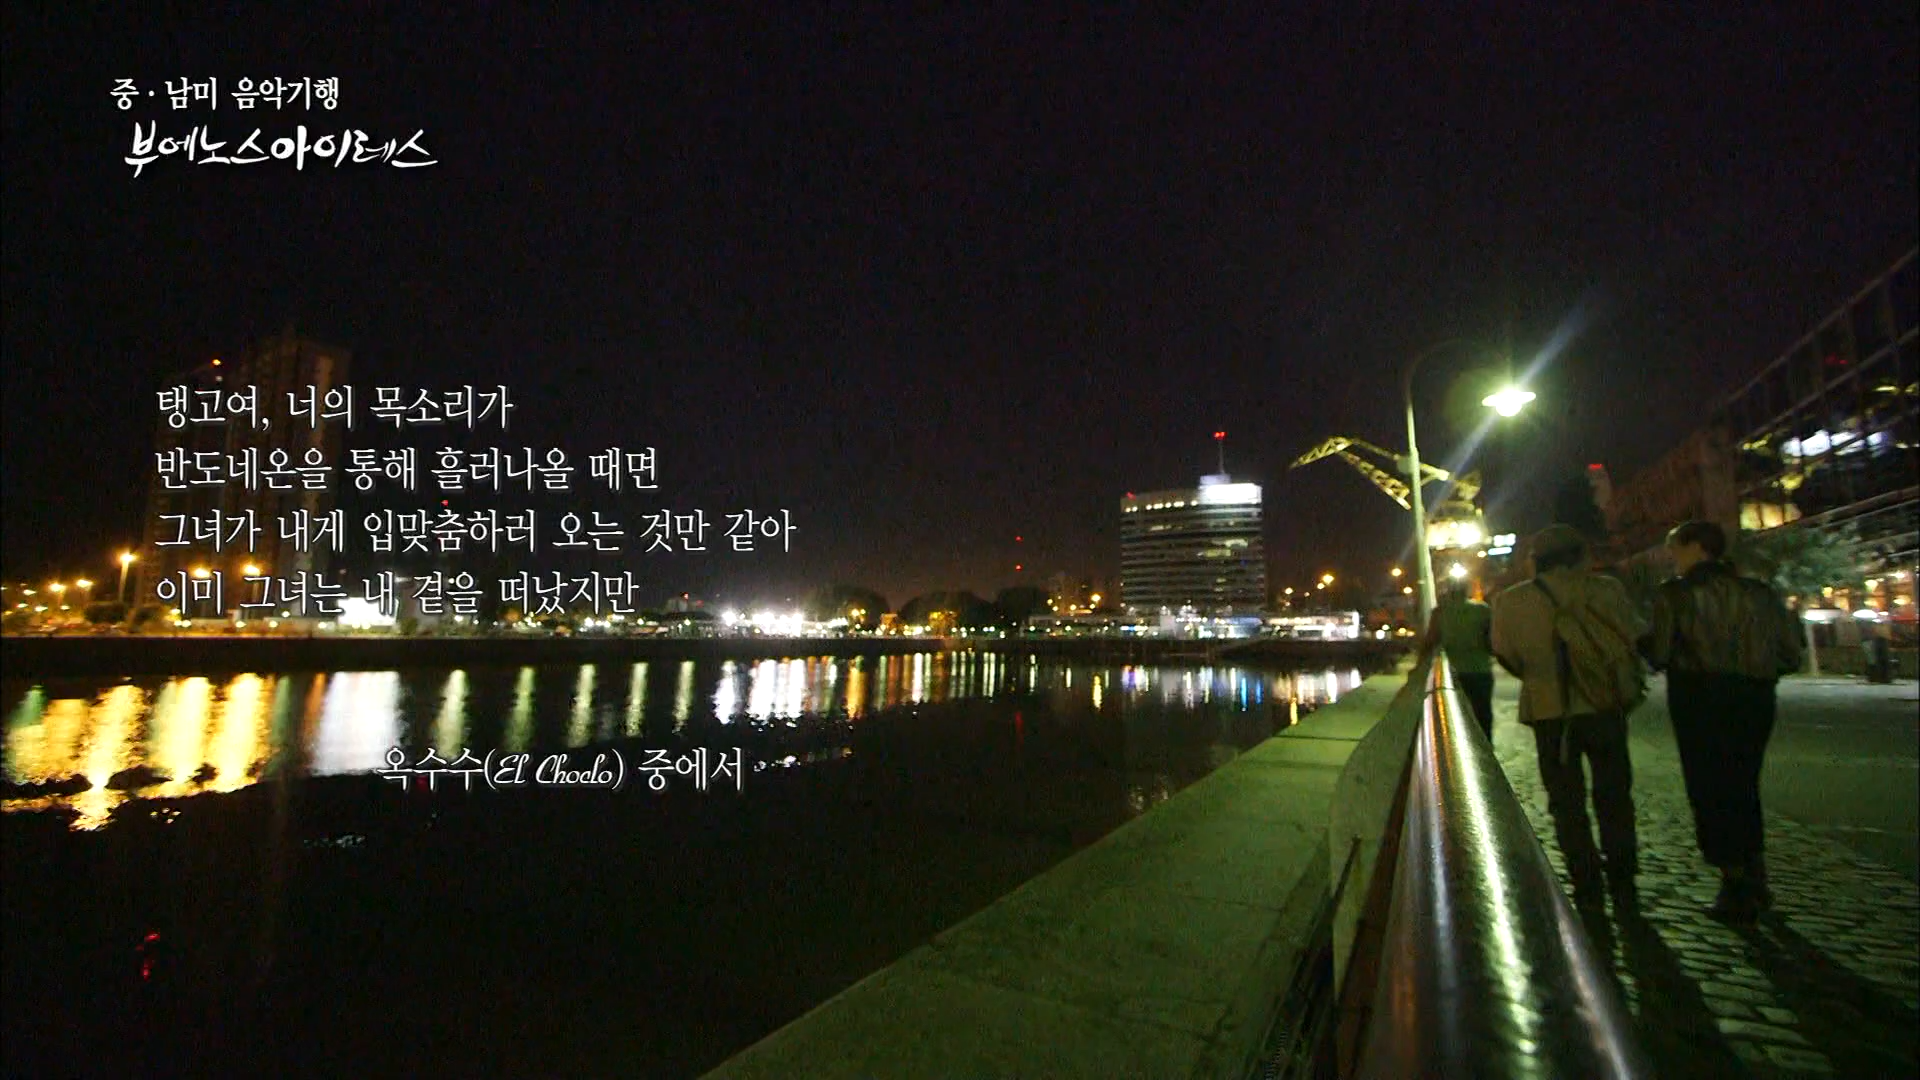 중·남미 음악기행
부에노스아이레스
탱고여, 너의 목소리가
반도네온을 통해 흘러나올 때면
그녀가 내게 입맞춤하러 오는 것만 같아
이미 그녀는 내 곁을 떠났지만
옥수수(El Choclo) 중에서